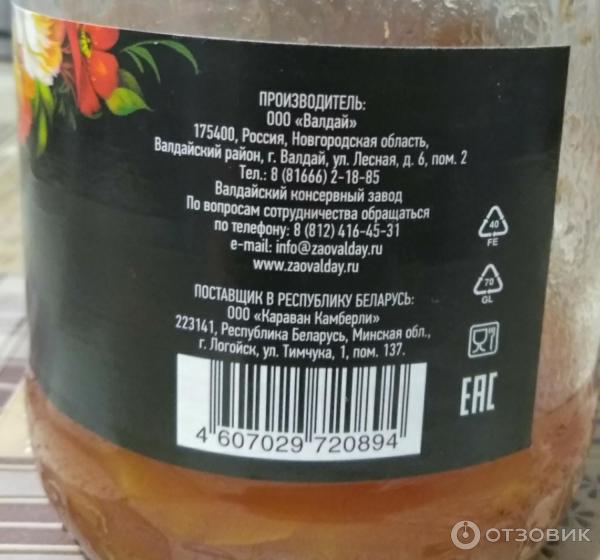 ПРОИЗВОДИТЕЛЬ:
ООО «Валдай»
175400, Россия, Новгородская область,
Валдайский район, г. Валдай, ул. Лесная, д. 6, пом. 2
Тел.: 8 (81666) 2-18-85
Валдайский консервный завод
По вопросам сотрудничества обращаться
по телефону: 8 (812) 416-45-31
e-mail: info@zaovalday.ru
www.zaovalday.ru
ПОСТАВЩИК В РЕСПУБЛИКУ БЕЛАРУСЬ:
ООО «Караван Камберли»
223141, Республика Беларусь, Минская обл.,
г. Логойск, ул. Тимчука, 1, пом. 137.
4 607029 720894
40
FE
70
GL
EAC
ОТЗОВИК